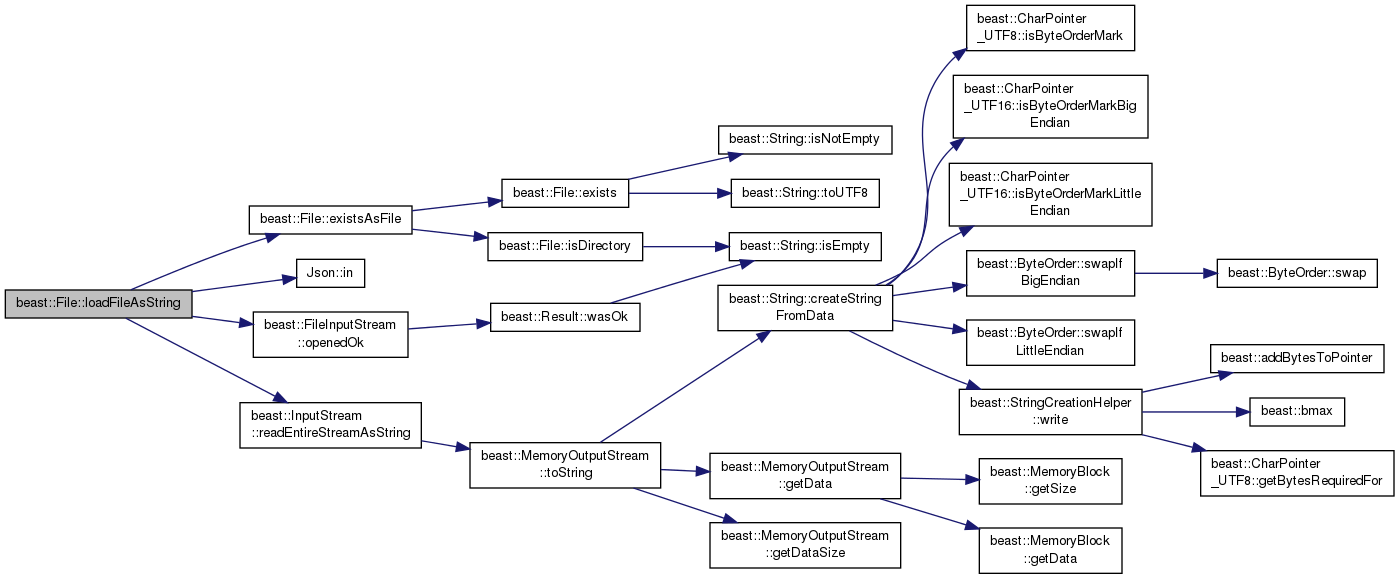 beast::File::loadFileAsString
beast::File::existsAsFile
Json::in
beast::FileInputStream
::openedOk
beast::InputStream
::readEntireStreamAsString
beast::File::exists
beast::File::isDirectory
beast::Result::wasOk
beast::MemoryOutputStream
::toString
beast::String::isNotEmpty
beast::String::toUTF8
beast::String::isEmpty
beast::String::createString
FromData
beast::MemoryOutputStream
::getData
beast::MemoryOutputStream
::getDataSize
beast::CharPointer
_UTF8::isByteOrderMark
beast::CharPointer
_UTF16::isByteOrderMarkBig
Endian
beast::CharPointer
_UTF16::isByteOrderMarkLittle
Endian
beast::ByteOrder::swapIf
BigEndian
beast::ByteOrder::swapIf
LittleEndian
beast::StringCreationHelper
::write
beast::MemoryBlock
::getSize
beast::MemoryBlock
::getData
beast::ByteOrder::swap
beast::addBytesToPointer
beast::bmax
beast::CharPointer
_UTF8::getBytesRequiredFor